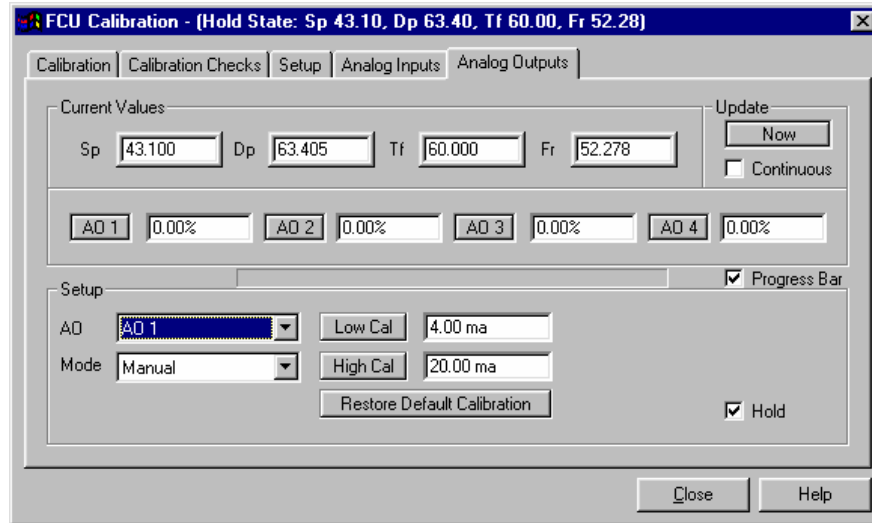 FCU Calibration - (Hold State: Sp 43.10, Dp 63.40, Tf 60.00, Fr 52.28)
Calibration Calibration Checks Setup Analog Inputs Analog Outputs
Current Values
Update
Sp 43.100 Dp 63.405 Tf 60.000 Fr 52.278
Now
Continuous
AO 1 0.00% AO 2 0.00% AO 3 0.00% AO 4 0.00%
Progress Bar
Setup
AO AO 1 Low Cal 4.00 ma
Mode Manual High Cal 20.00 ma
Restore Default Calibration
Hold
Close Help